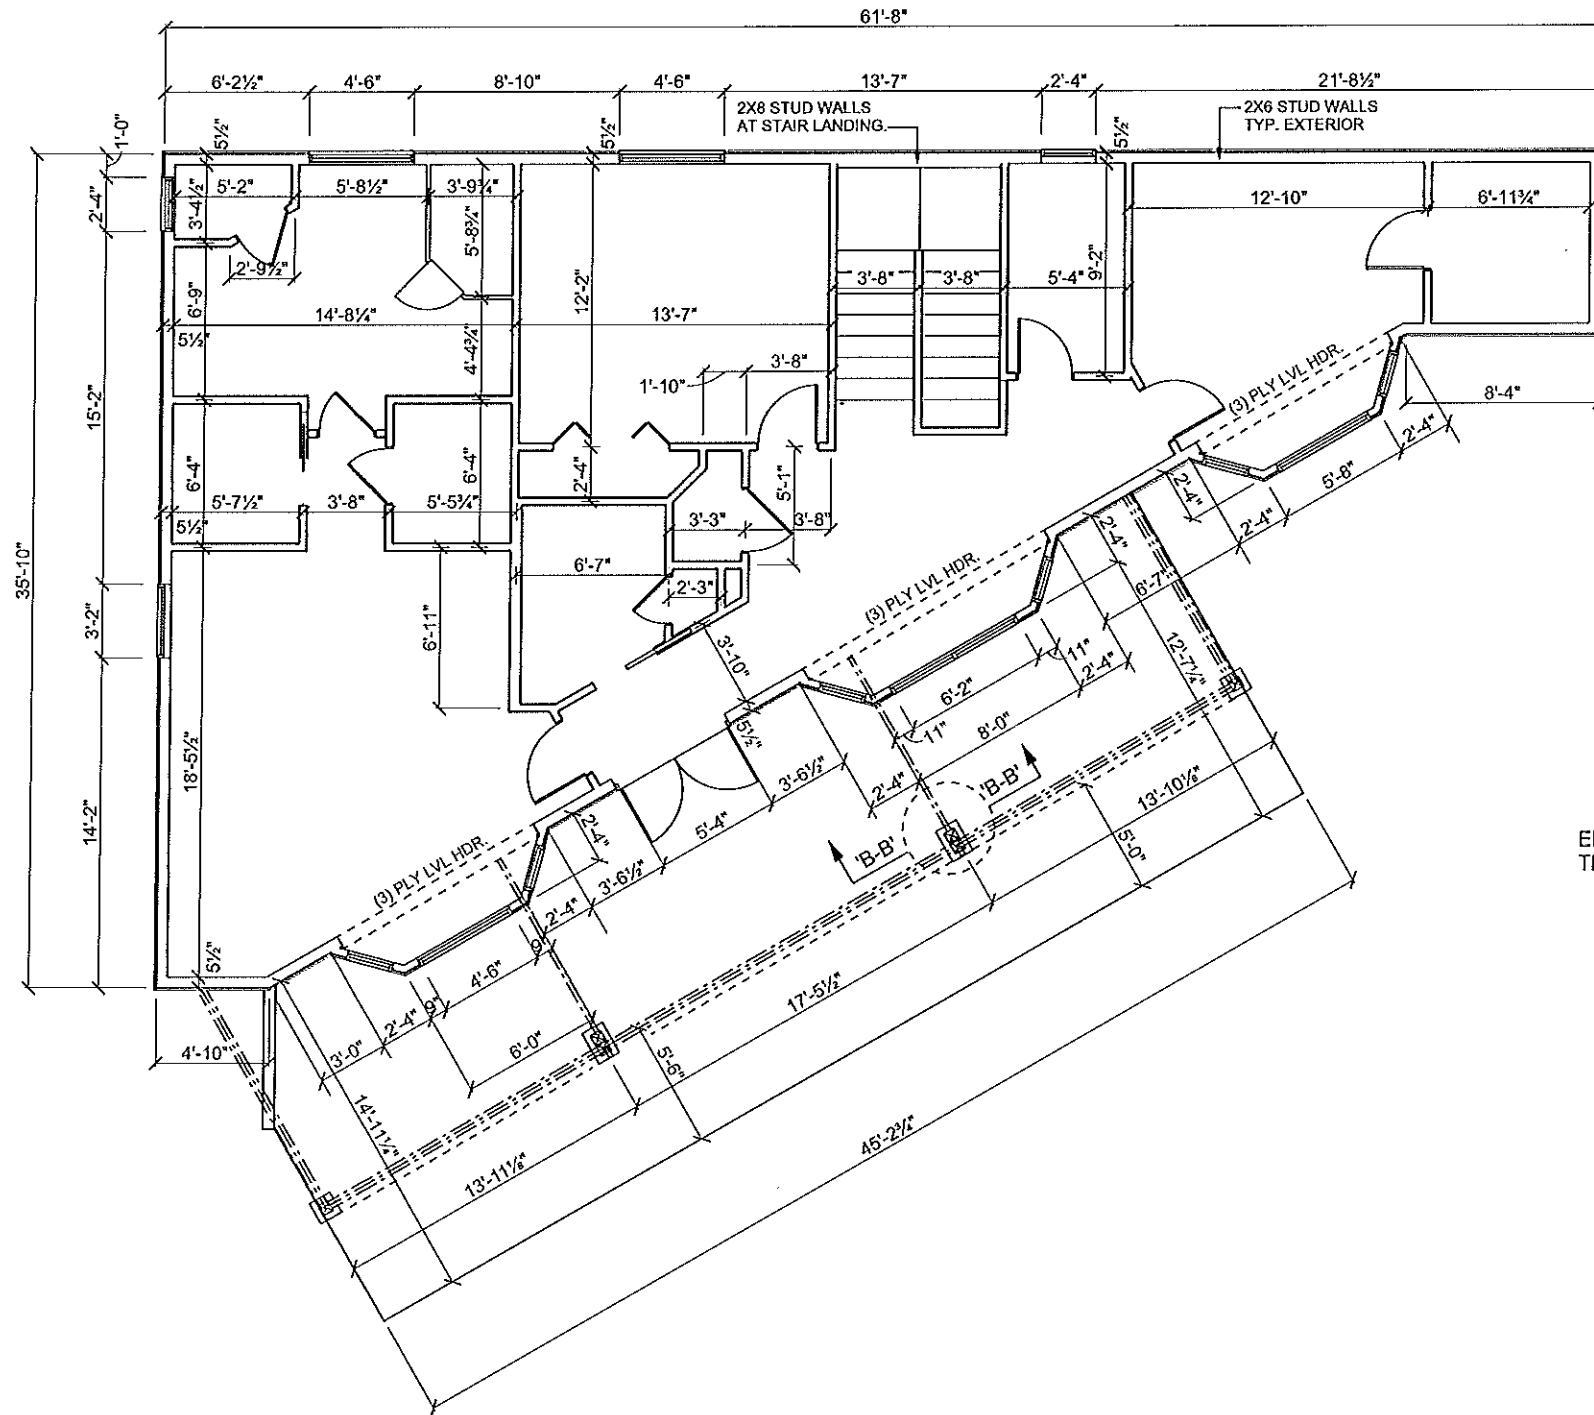 61'-8"
6'-2½" 4'-6" 8'-10" 4'-6" 13'-7" 2'-4" 21'-8½"
2X8 STUD WALLS
AT STAIR LANDING.
2X6 STUD WALLS
TYP. EXTERIOR
1'-0" 5½" 5½" 5½"
2'-4" 3'-4½" 5'-2" 5'-8½" 3'-9¾" 12'-10" 6'-11¾"
5'-8¾"
2'-9½" 3'-8" 3'-8" 5'-4" 9'-2"
6'-9" 12'-2"
14'-8¼" 13'-7"
5½" 4'-4¾"
3'-8"
1'-10"
(3) PLY LVL HDR.
8'-4"
15'-2"
2'-4"
6'-4" 6'-4" 2'-4" 5'-1" 5'-8"
5'-7½" 3'-8" 5'-5¾" 3'-3" 3'-8" 2'-4"
5½" 2'-4" 2'-4"
35'-10"
6'-7" 2'-3"
(3) PLY LVL HDR.
6'-7"
3'-2" 6'-11" 3'-10" 11" 12'-7¼"
6'-2" 2'-4"
5½" 11" 8'-0"
18'-5½" 3'-6½" 2'-4" 'B-B' 13'-10⅛"
14'-2" 5'-4" 'B-B' 5'-0"
2'-4"
(3) PLY LVL HDR.
3'-6½"
2'-4"
9"
5½" 4'-6" 17'-5½"
9"
2'-4"
4'-10" 3'-0" 6'-0" 5'-6"
14'-11¼"
45'-2¾"
13'-11⅛"